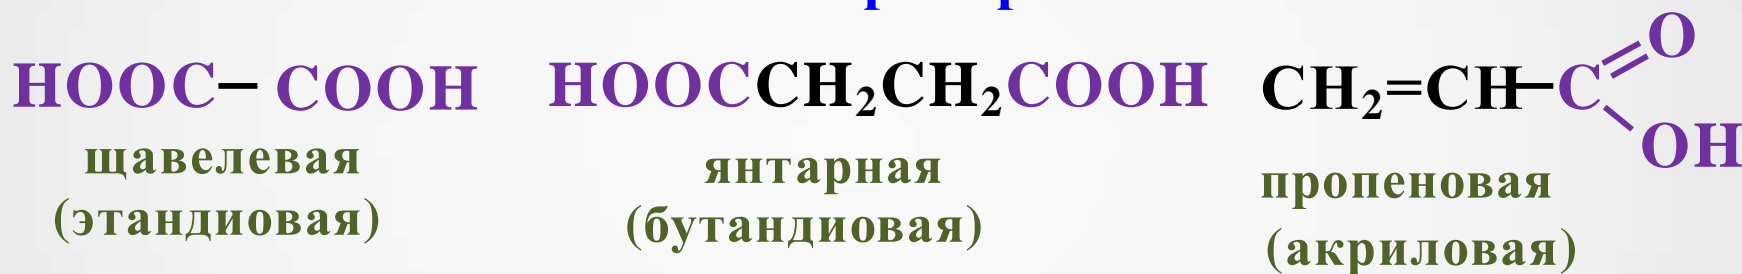 HOOC–COOH
щавелевая
(этандиовая)
HOOCCH₂CH₂COOH
янтарная
(бутандиовая)
CH₂=CH–C
O
OH
пропеновая
(акриловая)